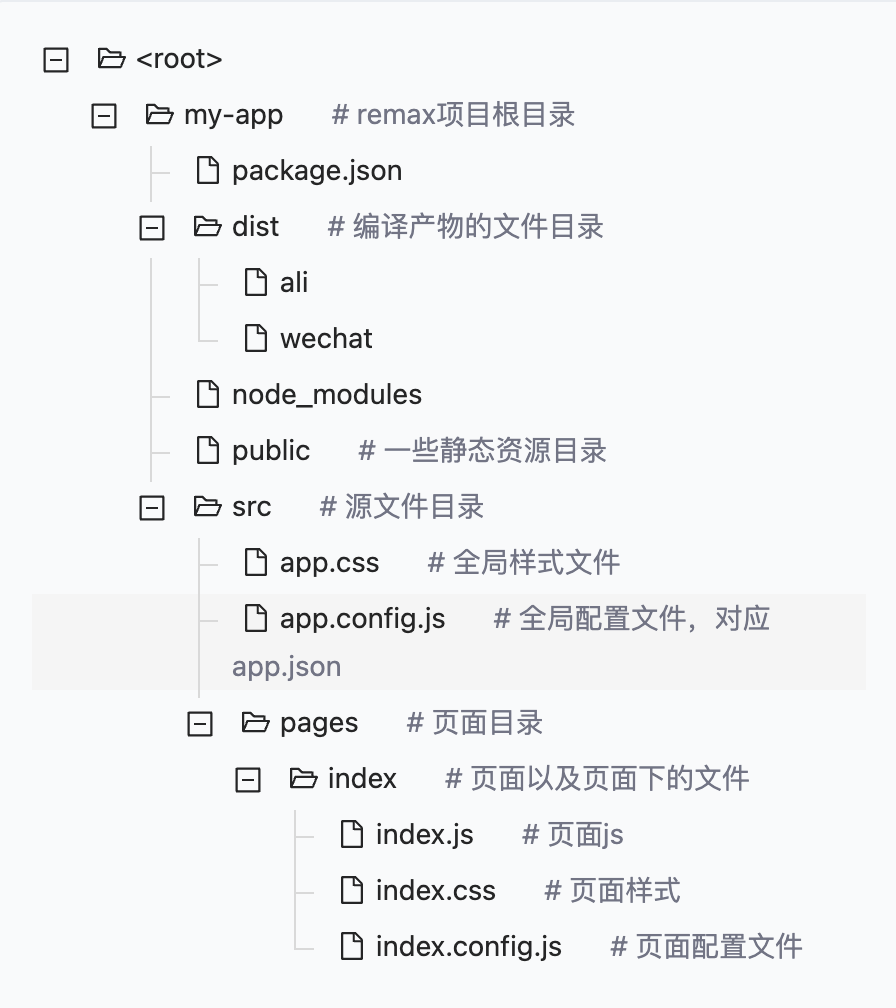 <root>
my-app # remax项目根目录
package.json
dist # 编译产物的文件目录
ali
wechat
node_modules
public # 一些静态资源目录
src # 源文件目录
app.css # 全局样式文件
app.config.js # 全局配置文件，对应
app.json
pages # 页面目录
index # 页面以及页面下的文件
index.js # 页面js
index.css # 页面样式
index.config.js # 页面配置文件